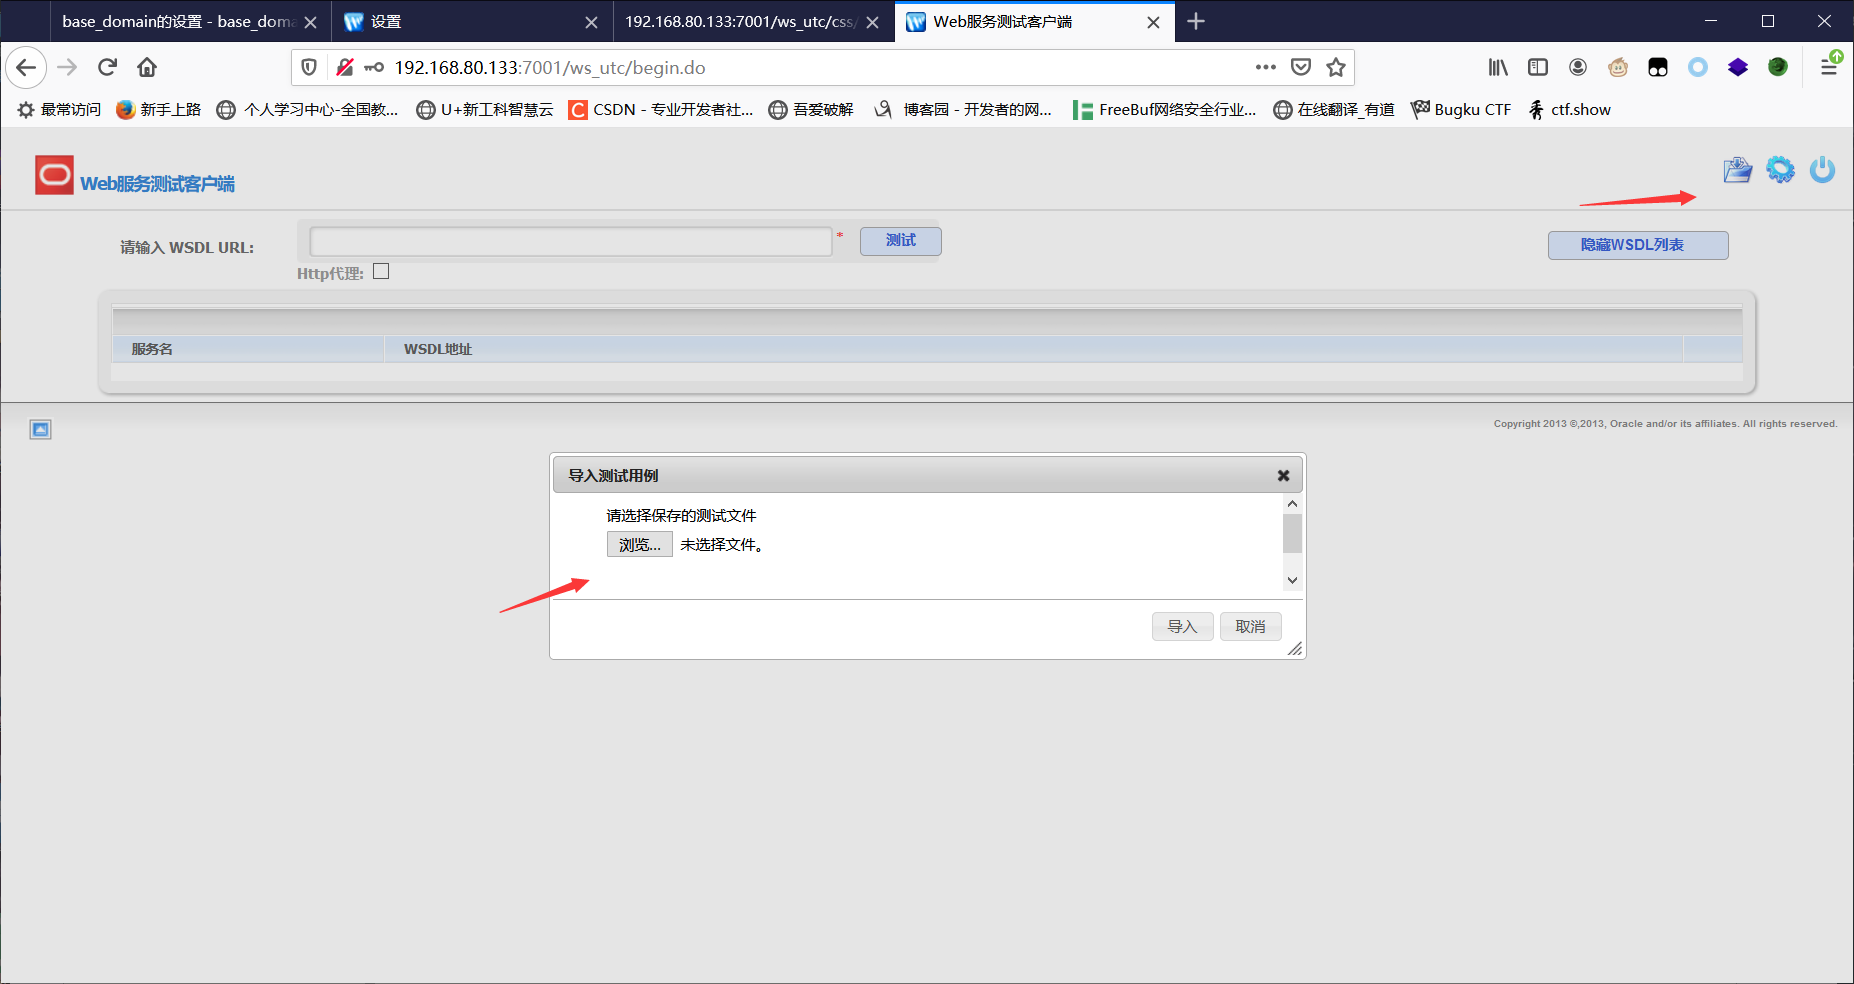 base_domain的设置 - base_doma
设置
192.168.80.133:7001/ws_utc/css/
Web服务测试客户端
192.168.80.133:7001/ws_utc/begin.do
最常访问
新手上路
个人学习中心-全国教...
U+新工科智慧云
CSDN - 专业开发者社...
吾爱破解
博客园 - 开发者的网...
FreeBuf网络安全行业...
在线翻译_有道
Bugku CTF
ctf.show
Web服务测试客户端
请输入 WSDL URL:
*
测试
隐藏WSDL列表
Http代理:
服务名
WSDL地址
Copyright 2013 ©,2013, Oracle and/or its affiliates. All rights reserved.
导入测试用例
请选择保存的测试文件
浏览...
未选择文件。
导入
取消